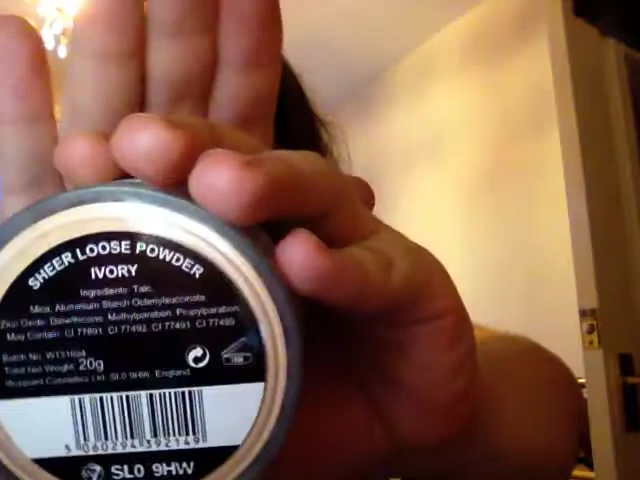 SHEER LOOSE POWDER
IVORY
Ingredients: Talc,
Mica, Aluminium Starch Octenylsuccinate
Zinc Oxide, Dimethicone, Methylparaben, Propylparaben
May Contain: CI 77891 CI 77492 CI 77491 CI 77499
Batch No.
Total Net Weight: 20g
Cosmetics Ltd. SL0 9HW. England
5 060294 392149
SL0 9HW